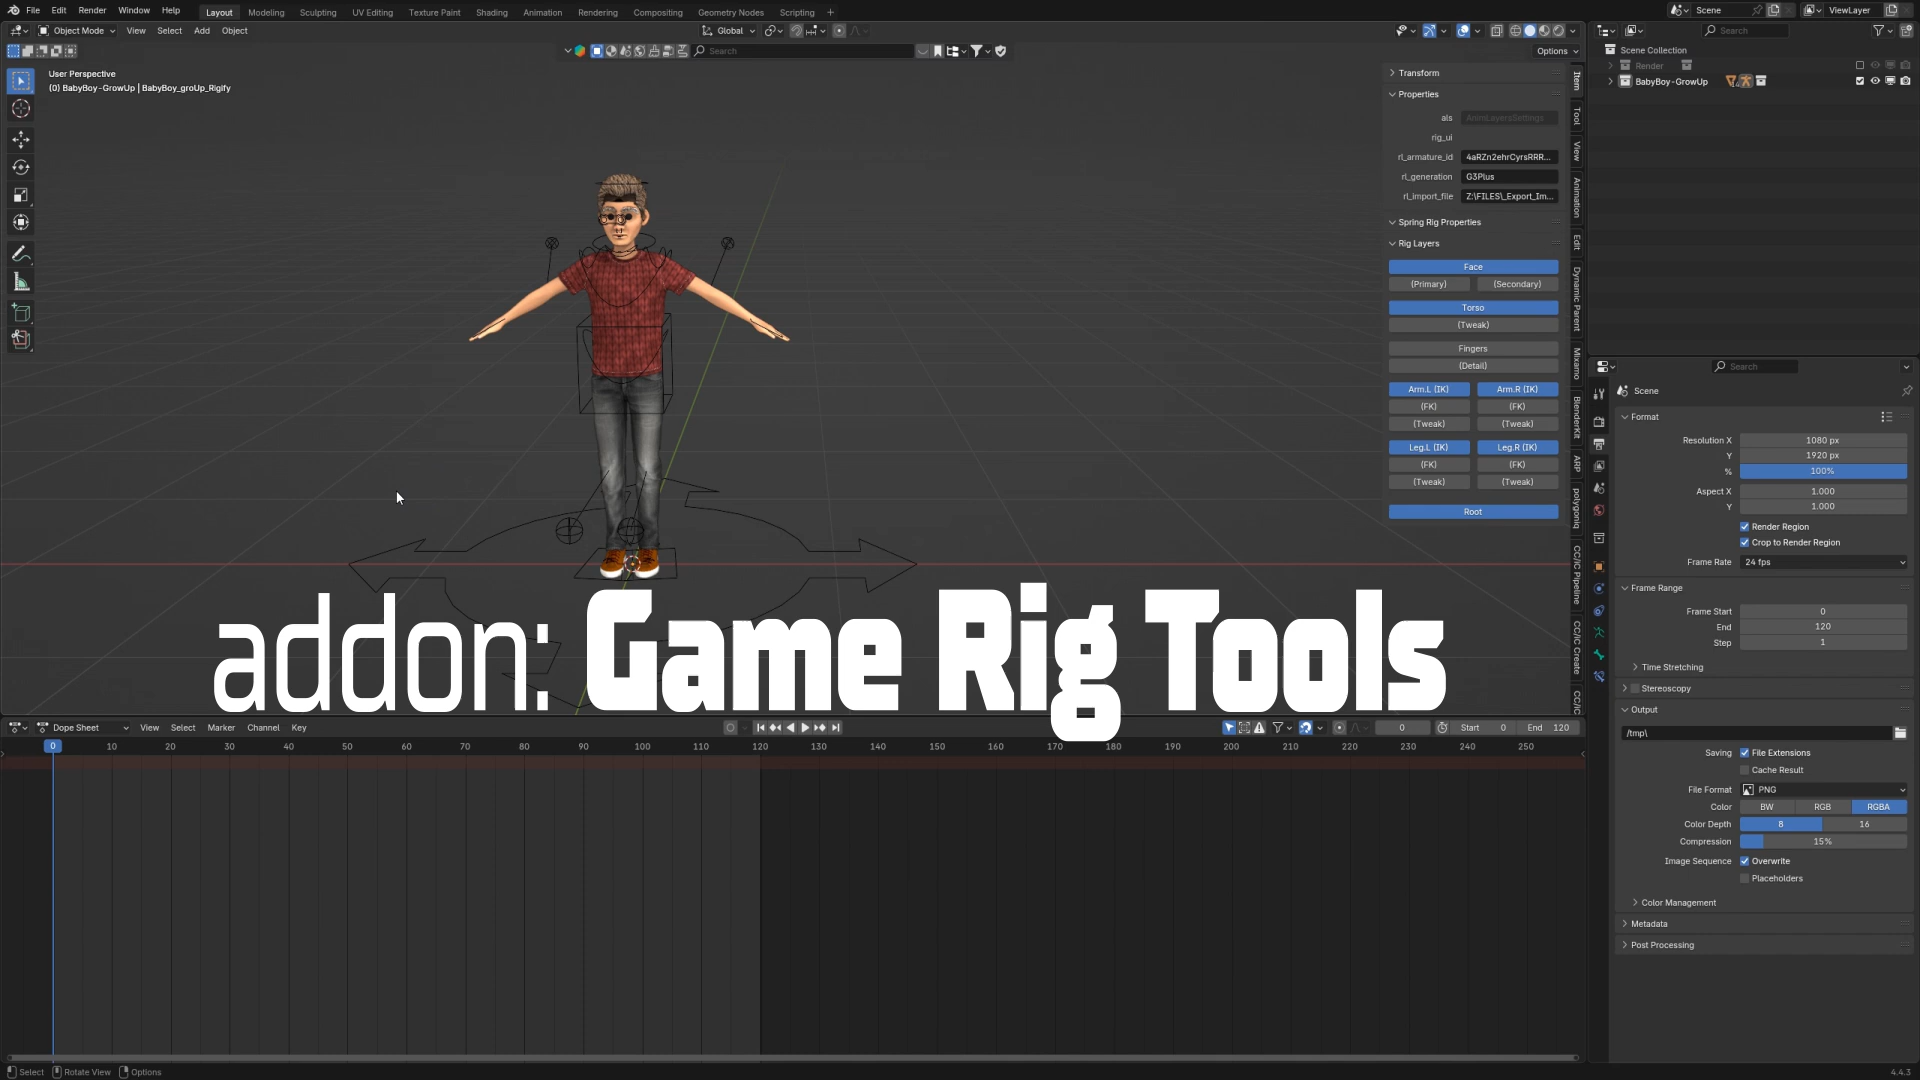 File Edit Render Window Help Layout Modeling Sculpting UV Editing Texture Paint Shading Animation Rendering Compositing Geometry Nodes Scripting +
Scene ViewLayer
Object Mode View Select Add Object
Global
Search
Options
User Perspective
(0) BabyBoy-GrowUp | BabyBoy_groUp_Rigify
Transform
Properties
als AnimLayersSettings
rig_ui
rl_armature_id 4aRZn2ehrCyrsRRR...
rl_generation G3Plus
rl_import_file Z:\FILES\_Export_Im...
Spring Rig Properties
Rig Layers
Face
(Primary) (Secondary)
Torso
(Tweak)
Fingers
(Detail)
Arm.L (IK) Arm.R (IK)
(FK) (FK)
(Tweak) (Tweak)
Leg.L (IK) Leg.R (IK)
(FK) (FK)
(Tweak) (Tweak)
Root
Item
Tool
View
Animation
Edit
Dynamic Parent
Mixamo
BlenderKit
ARP
polygoniq
CC/iC Pipeline
CC/iC Create
CC/iC
addon: Game Rig Tools
Dope Sheet View Select Marker Channel Key
0 Start 0 End 120
0 10 20 30 40 50 60 70 80 90 100 110 120 130 140 150 160 170 180 190 200 210 220 230 240 250
Search
Scene Collection
Render
BabyBoy-GrowUp
Search
Scene
Format
Resolution X 1080 px
Y 1920 px
% 100%
Aspect X 1.000
Y 1.000
Render Region
Crop to Render Region
Frame Rate 24 fps
Frame Range
Frame Start 0
End 120
Step 1
Time Stretching
Stereoscopy
Output
/tmp\
Saving File Extensions
Cache Result
File Format PNG
Color BW RGB RGBA
Color Depth 8 16
Compression 15%
Image Sequence Overwrite
Placeholders
Color Management
Metadata
Post Processing
Select Rotate View Options
4.4.3